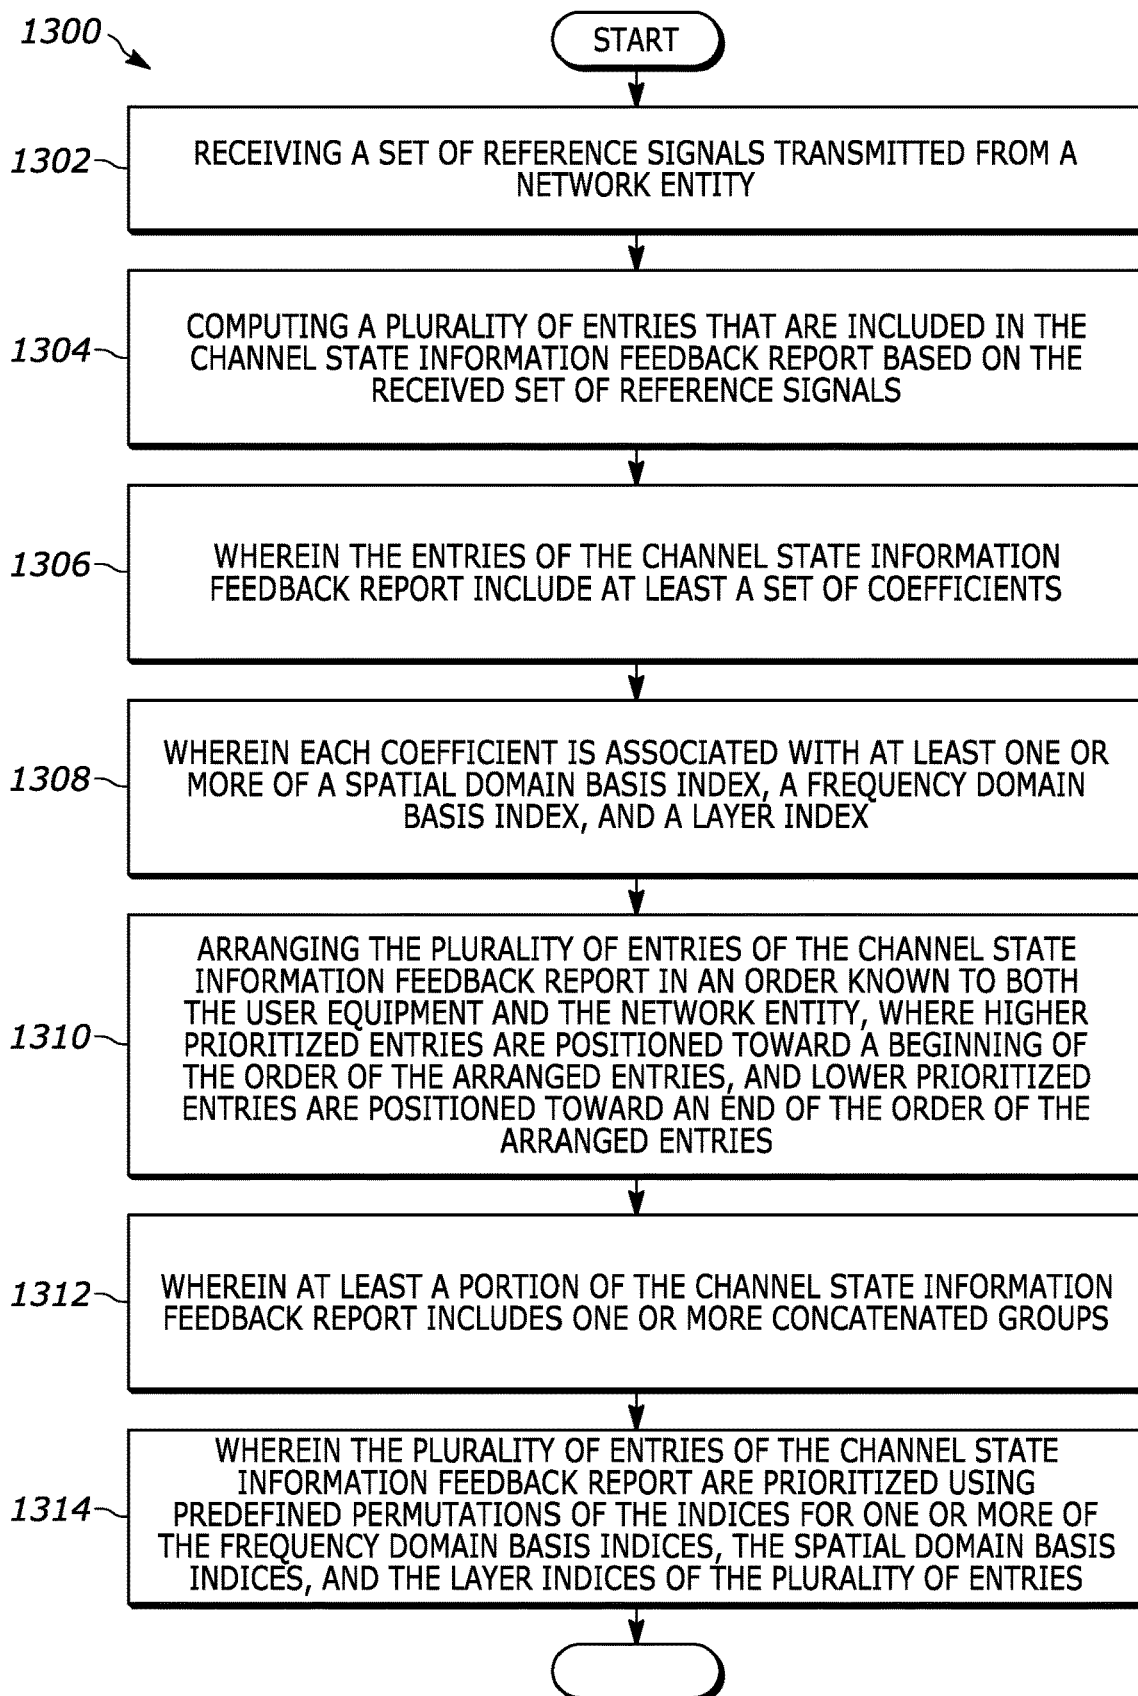 1300
START
1302
RECEIVING A SET OF REFERENCE SIGNALS TRANSMITTED FROM A
NETWORK ENTITY
1304
COMPUTING A PLURALITY OF ENTRIES THAT ARE INCLUDED IN THE
CHANNEL STATE INFORMATION FEEDBACK REPORT BASED ON THE
RECEIVED SET OF REFERENCE SIGNALS
1306
WHEREIN THE ENTRIES OF THE CHANNEL STATE INFORMATION
FEEDBACK REPORT INCLUDE AT LEAST A SET OF COEFFICIENTS
1308
WHEREIN EACH COEFFICIENT IS ASSOCIATED WITH AT LEAST ONE OR
MORE OF A SPATIAL DOMAIN BASIS INDEX, A FREQUENCY DOMAIN
BASIS INDEX, AND A LAYER INDEX
1310
ARRANGING THE PLURALITY OF ENTRIES OF THE CHANNEL STATE
INFORMATION FEEDBACK REPORT IN AN ORDER KNOWN TO BOTH
THE USER EQUIPMENT AND THE NETWORK ENTITY, WHERE HIGHER
PRIORITIZED ENTRIES ARE POSITIONED TOWARD A BEGINNING OF
THE ORDER OF THE ARRANGED ENTRIES, AND LOWER PRIORITIZED
ENTRIES ARE POSITIONED TOWARD AN END OF THE ORDER OF THE
ARRANGED ENTRIES
1312
WHEREIN AT LEAST A PORTION OF THE CHANNEL STATE INFORMATION
FEEDBACK REPORT INCLUDES ONE OR MORE CONCATENATED GROUPS
1314
WHEREIN THE PLURALITY OF ENTRIES OF THE CHANNEL STATE
INFORMATION FEEDBACK REPORT ARE PRIORITIZED USING
PREDEFINED PERMUTATIONS OF THE INDICES FOR ONE OR MORE OF
THE FREQUENCY DOMAIN BASIS INDICES, THE SPATIAL DOMAIN BASIS
INDICES, AND THE LAYER INDICES OF THE PLURALITY OF ENTRIES